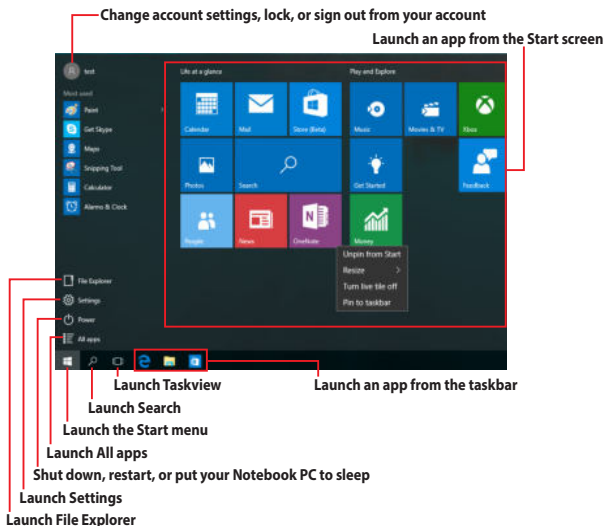 Change account settings, lock, or sign out from your account
Launch an app from the Start screen
test
Most used
Paint
Get Skype
Maps
Snipping Tool
Calculator
Alarms & Clock
File Explorer
Settings
Power
All apps
Life at a glance
Play and Explore
Calendar
Mail
Store (Beta)
Music
Movies & TV
Xbox
Photos
Search
Get Started
Feedback
People
News
OneNote
Money
Unpin from Start
Resize
Turn live tile off
Pin to taskbar
Launch Taskview
Launch an app from the taskbar
Launch Search
Launch the Start menu
Launch All apps
Shut down, restart, or put your Notebook PC to sleep
Launch Settings
Launch File Explorer